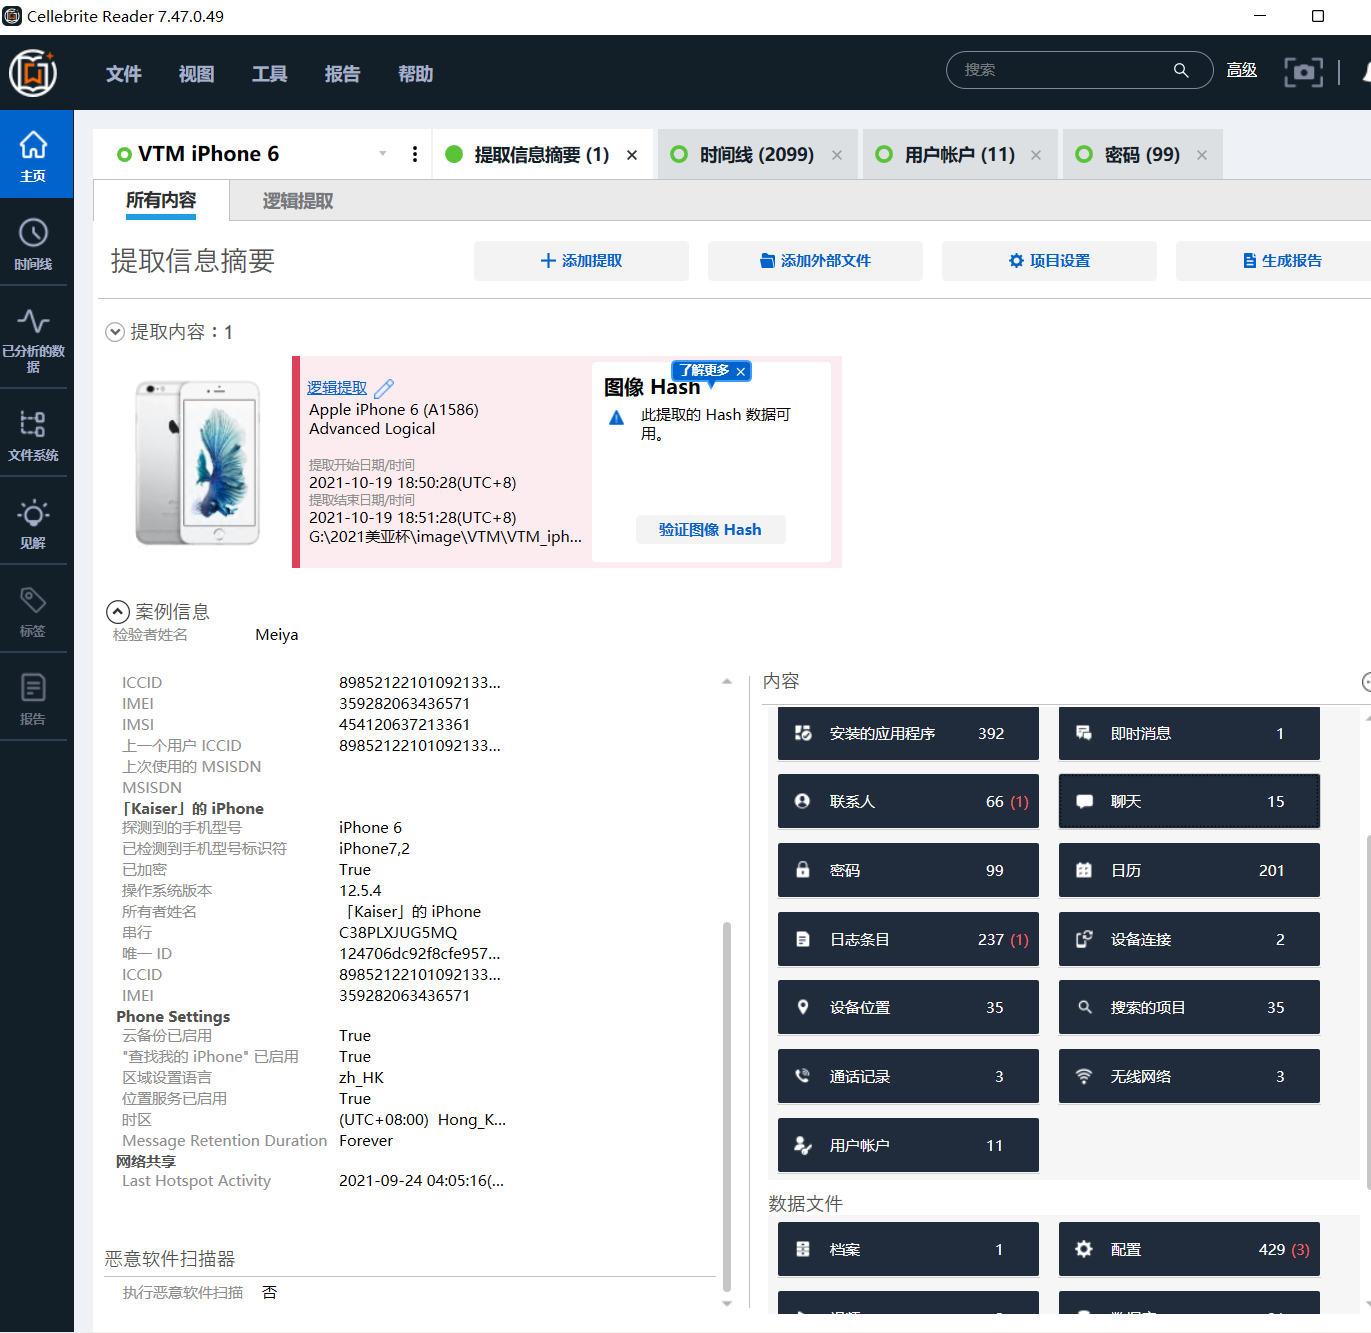 Cellebrite Reader 7.47.0.49
文件 视图 工具 报告 帮助
搜索
高级
主页
时间线
已分析的数
据
文件系统
见解
标签
报告
VTM iPhone 6
提取信息摘要 (1)
时间线 (2099)
用户帐户 (11)
密码 (99)
所有内容
逻辑提取
提取信息摘要
添加提取
添加外部文件
项目设置
生成报告
提取内容：1
逻辑提取
Apple iPhone 6 (A1586)
Advanced Logical
提取开始日期/时间
2021-10-19 18:50:28(UTC+8)
提取结束日期/时间
2021-10-19 18:51:28(UTC+8)
G:\2021美亚杯\image\VTM\VTM_iph...
了解更多
图像 Hash
此提取的 Hash 数据可
用。
验证图像 Hash
案例信息
检验者姓名 Meiya
ICCID 89852122101092133...
IMEI 359282063436571
IMSI 454120637213361
上一个用户 ICCID 89852122101092133...
上次使用的 MSISDN
MSISDN
「Kaiser」的 iPhone
探测到的手机型号 iPhone 6
已检测到手机型号标识符 iPhone7,2
已加密 True
操作系统版本 12.5.4
所有者姓名 「Kaiser」的 iPhone
串行 C38PLXJUG5MQ
唯一 ID 124706dc92f8cfe957...
ICCID 89852122101092133...
IMEI 359282063436571
Phone Settings
云备份已启用 True
"查找我的 iPhone" 已启用 True
区域设置语言 zh_HK
位置服务已启用 True
时区 (UTC+08:00) Hong_K...
Message Retention Duration Forever
网络共享
Last Hotspot Activity 2021-09-24 04:05:16(...
恶意软件扫描器
执行恶意软件扫描 否
内容
安装的应用程序 392
即时消息 1
联系人 66 (1)
聊天 15
密码 99
日历 201
日志条目 237 (1)
设备连接 2
设备位置 35
搜索的项目 35
通话记录 3
无线网络 3
用户帐户 11
数据文件
档案 1
配置 429 (3)